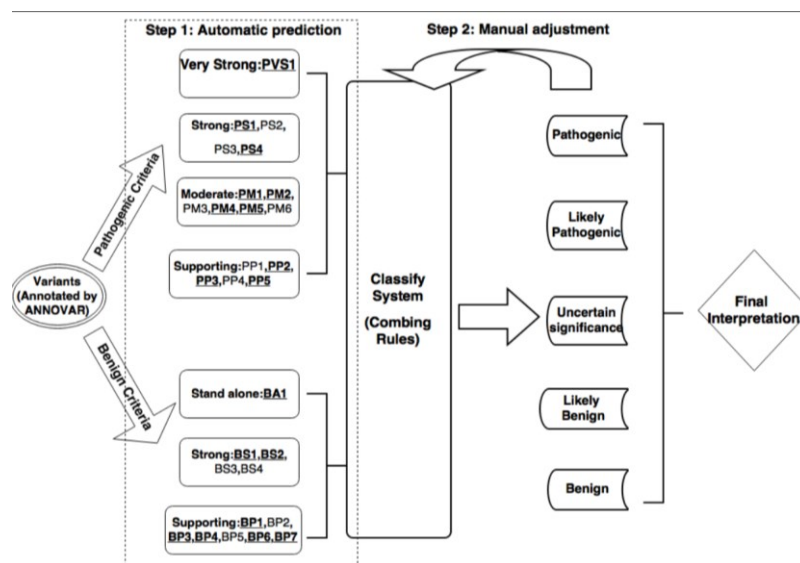 Step 1: Automatic prediction
Step 2: Manual adjustment
Very Strong:PVS1
Strong:PS1,PS2,
PS3,PS4
Moderate:PM1,PM2,
PM3,PM4,PM5,PM6
Supporting:PP1,PP2,
PP3,PP4,PP5
Pathogenic Criteria
Variants
(Annotated by
ANNOVAR)
Benign Criteria
Stand alone:BA1
Strong:BS1,BS2,
BS3,BS4
Supporting:BP1,BP2,
BP3,BP4,BP5,BP6,BP7
Classify
System
(Combing
Rules)
Pathogenic
Likely
Pathogenic
Uncertain
significance
Likely
Benign
Benign
Final
Interpretation